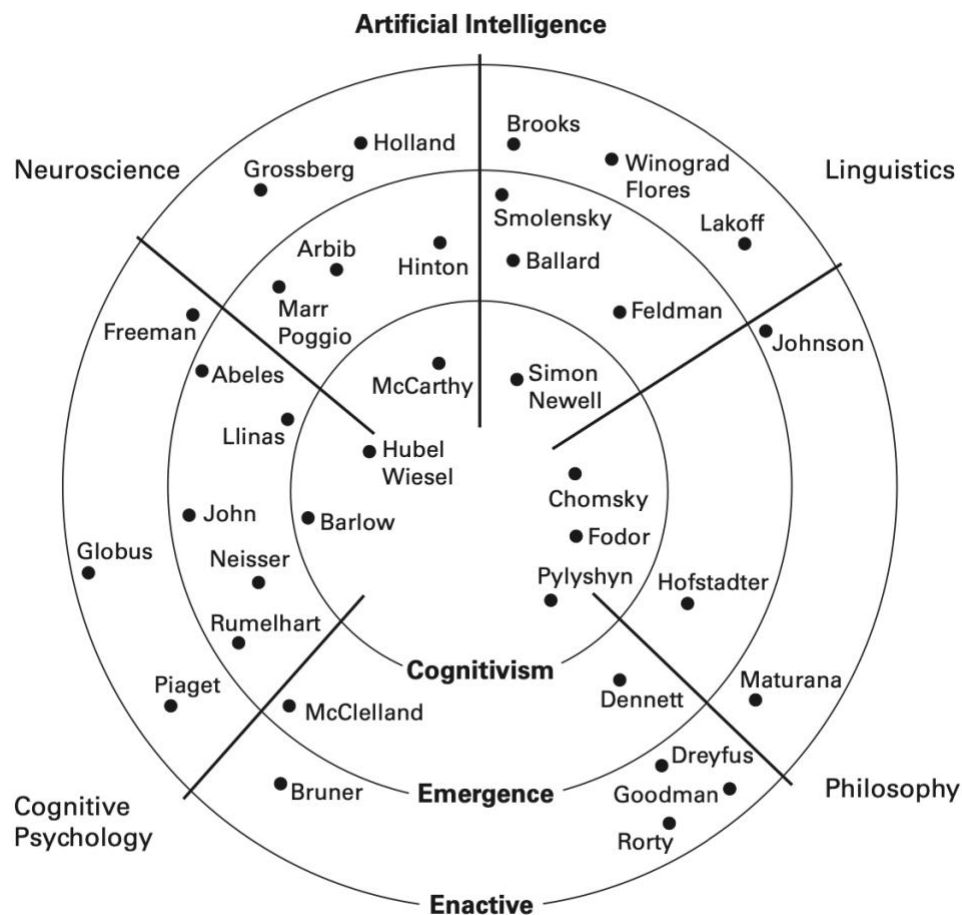 Artificial Intelligence
Brooks
Holland
Neuroscience
Grossberg
Winograd
Flores
Linguistics
Smolensky
Lakoff
Arbib
Hinton
Ballard
Marr
Poggio
Feldman
Freeman
Johnson
Abeles
McCarthy
Simon
Newell
Llinas
Hubel
Wiesel
Chomsky
John
Barlow
Fodor
Globus
Neisser
Pylyshyn
Hofstadter
Rumelhart
Cognitivism
Piaget
Maturana
Dennett
McClelland
Dreyfus
Bruner
Emergence
Goodman
Philosophy
Cognitive
Psychology
Rorty
Enactive